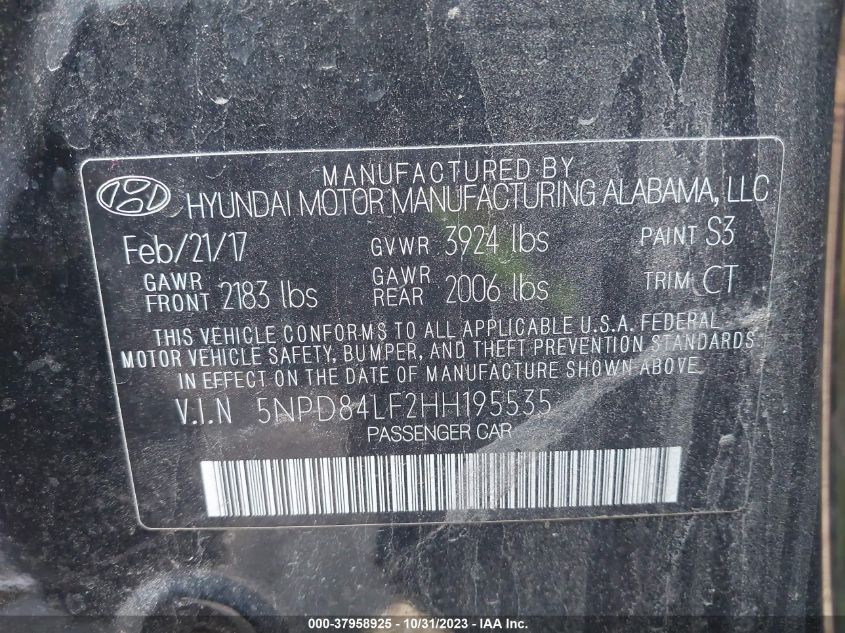 MANUFACTURED BY
HYUNDAI MOTOR MANUFACTURING ALABAMA, LLC
Feb/21/17 GVWR 3924 lbs PAINT S3
GAWR FRONT 2183 lbs GAWR REAR 2006 lbs TRIM CT
THIS VEHICLE CONFORMS TO ALL APPLICABLE U.S.A. FEDERAL
MOTOR VEHICLE SAFETY, BUMPER, AND THEFT PREVENTION STANDARDS
IN EFFECT ON THE DATE OF MANUFACTURE SHOWN ABOVE.
V.I.N 5NPD84LF2HH195535
PASSENGER CAR
000-37958925 - 10/31/2023 - IAA Inc.